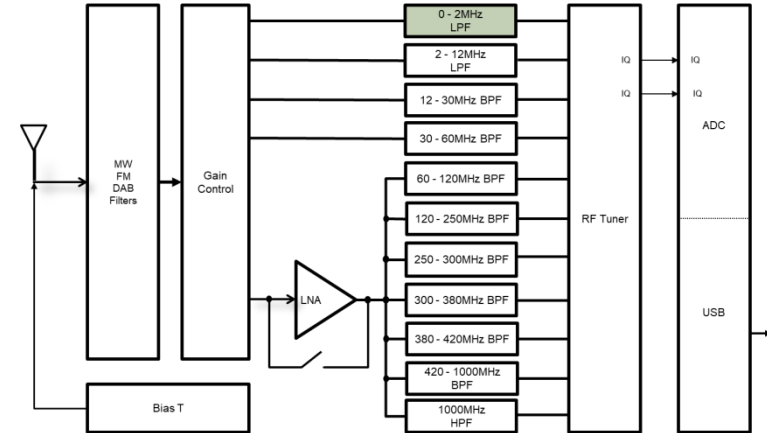 MW
FM
DAB
Filters
Gain
Control
Bias T
LNA
0 - 2MHz
LPF
2 - 12MHz
LPF
12 - 30MHz BPF
30 - 60MHz BPF
60 - 120MHz BPF
120 - 250MHz BPF
250 - 300MHz BPF
300 - 380MHz BPF
380 - 420MHz BPF
420 - 1000MHz
BPF
1000MHz
HPF
RF Tuner
IQ
IQ
IQ
IQ
ADC
USB